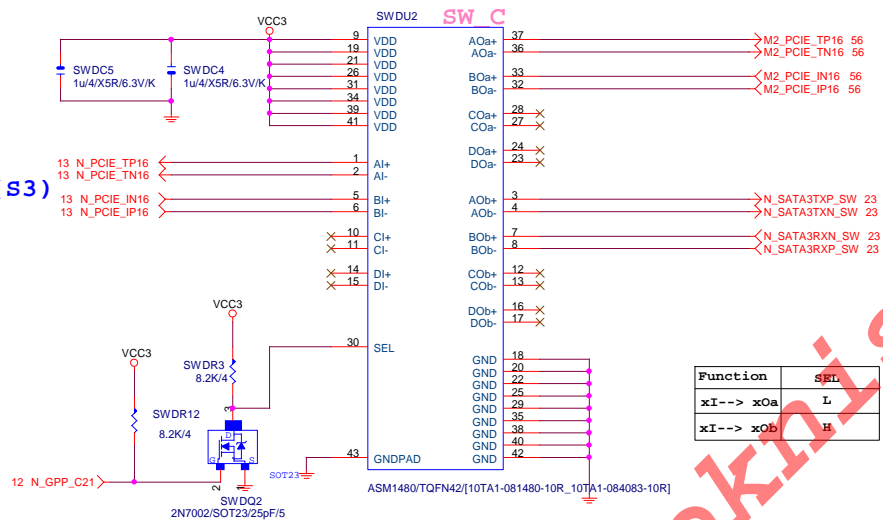 SWDU2
SW_C
VCC3
9 VDD
19 VDD
21 VDD
26 VDD
31 VDD
34 VDD
39 VDD
41 VDD
SWDC5
1u/4/X5R/6.3V/K
SWDC4
1u/4/X5R/6.3V/K
AOa+ 37 M2_PCIE_TP16 56
AOa- 36 M2_PCIE_TN16 56
BOa+ 33 M2_PCIE_IN16 56
BOa- 32 M2_PCIE_IP16 56
COa+ 28
COa- 27
DOa+ 24
DOa- 23
13 N_PCIE_TP16 1 AI+
13 N_PCIE_TN16 2 AI-
S3)
13 N_PCIE_IN16 5 BI+
13 N_PCIE_IP16 6 BI-
10 CI+
11 CI-
14 DI+
15 DI-
AOb+ 3 N_SATA3TXP_SW 23
AOb- 4 N_SATA3TXN_SW 23
BOb+ 7 N_SATA3RXN_SW 23
BOb- 8 N_SATA3RXP_SW 23
COb+ 12
COb- 13
DOb+ 16
DOb- 17
VCC3
30 SEL
SWDR3
8.2K/4
VCC3
SWDR12
8.2K/4
GND 18
GND 20
GND 22
GND 25
GND 29
GND 35
GND 38
GND 40
GND 42
Function SEL
xI--> xOa L
xI--> xOb H
3
D
G
S
2
1
43 GNDPAD
SOT23
12 N_GPP_C21
SWDQ2
2N7002/SOT23/25pF/5
ASM1480/TQFN42/[10TA1-081480-10R_10TA1-084083-10R]